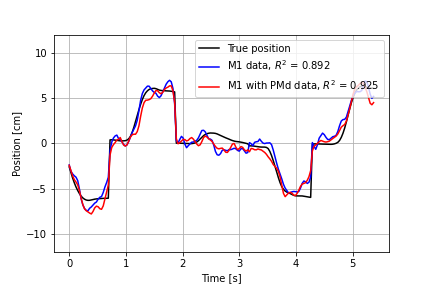 True position
M1 data, R² = 0.892
M1 with PMd data, R² = 0.925
10
5
0
−5
−10
Position [cm]
0 1 2 3 4 5
Time [s]